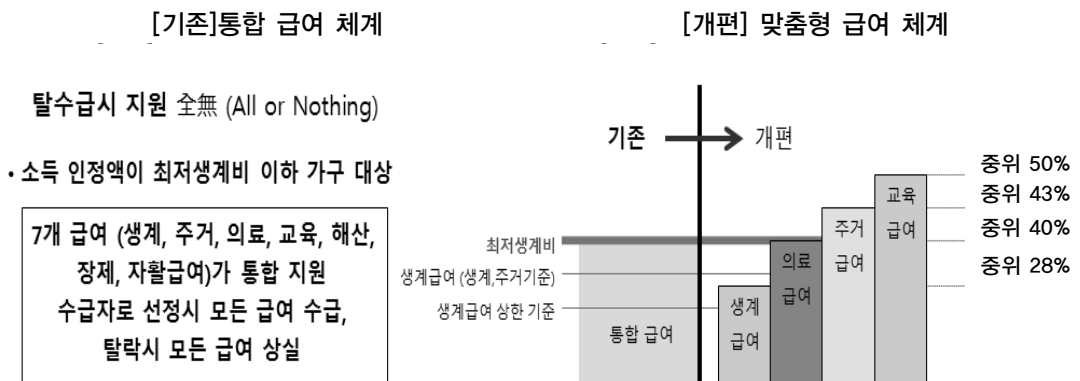 [기존]통합 급여 체계
탈수급시 지원 全無 (All or Nothing)
• 소득 인정액이 최저생계비 이하 가구 대상
7개 급여 (생계, 주거, 의료, 교육, 해산,
장제, 자활급여)가 통합 지원
수급자로 선정시 모든 급여 수급,
탈락시 모든 급여 상실
[개편] 맞춤형 급여 체계
기존
개편
최저생계비
생계급여 (생계,주거기준)
생계급여 상한 기준
통합 급여
생계
급여
의료
급여
주거
급여
교육
급여
중위 50%
중위 43%
중위 40%
중위 28%